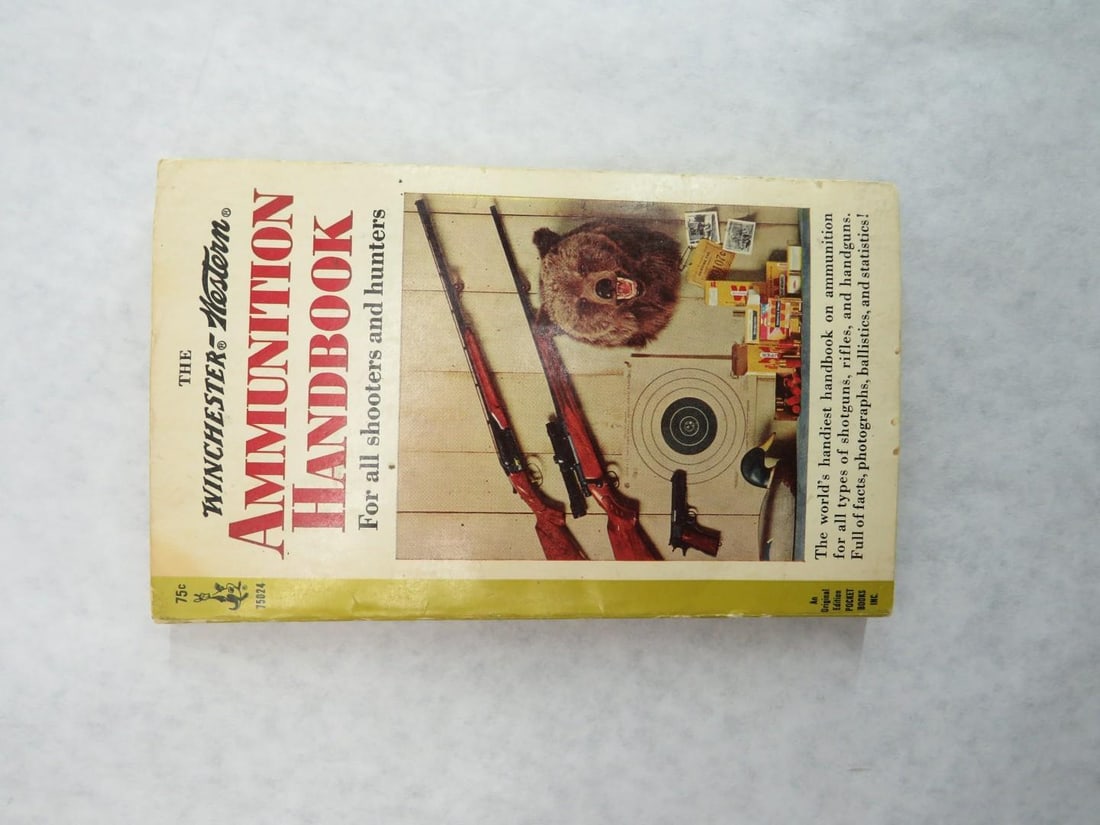 75¢
75024
THE
WINCHESTER®-Western®
AMMUNITION
HANDBOOK
For all shooters and hunters
The world's handiest handbook on ammunition
for all types of shotguns, rifles, and handguns.
Full of facts, photographs, ballistics, and statistics!
An
Original
Edition
POCKET
BOOKS
INC.